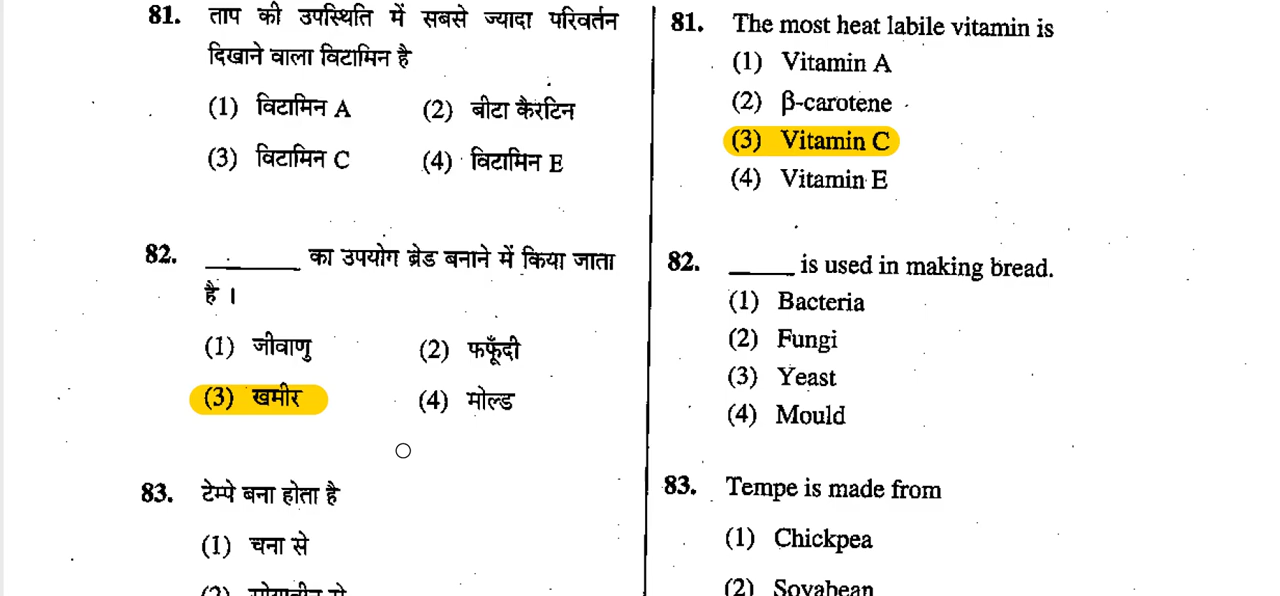 81. ताप की उपस्थिति में सबसे ज्यादा परिवर्तन
दिखाने वाला विटामिन है
(1) विटामिन A (2) बीटा कैरटिन
(3) विटामिन C (4) विटामिन E
82. ______ का उपयोग ब्रेड बनाने में किया जाता
है ।
(1) जीवाणु (2) फफूँदी
(3) खमीर (4) मोल्ड
83. टेम्पे बना होता है
(1) चना से
(2) सोयाबीन से
81. The most heat labile vitamin is
(1) Vitamin A
(2) β-carotene
(3) Vitamin C
(4) Vitamin E
82. _____ is used in making bread.
(1) Bacteria
(2) Fungi
(3) Yeast
(4) Mould
83. Tempe is made from
(1) Chickpea
(2) Soyabean